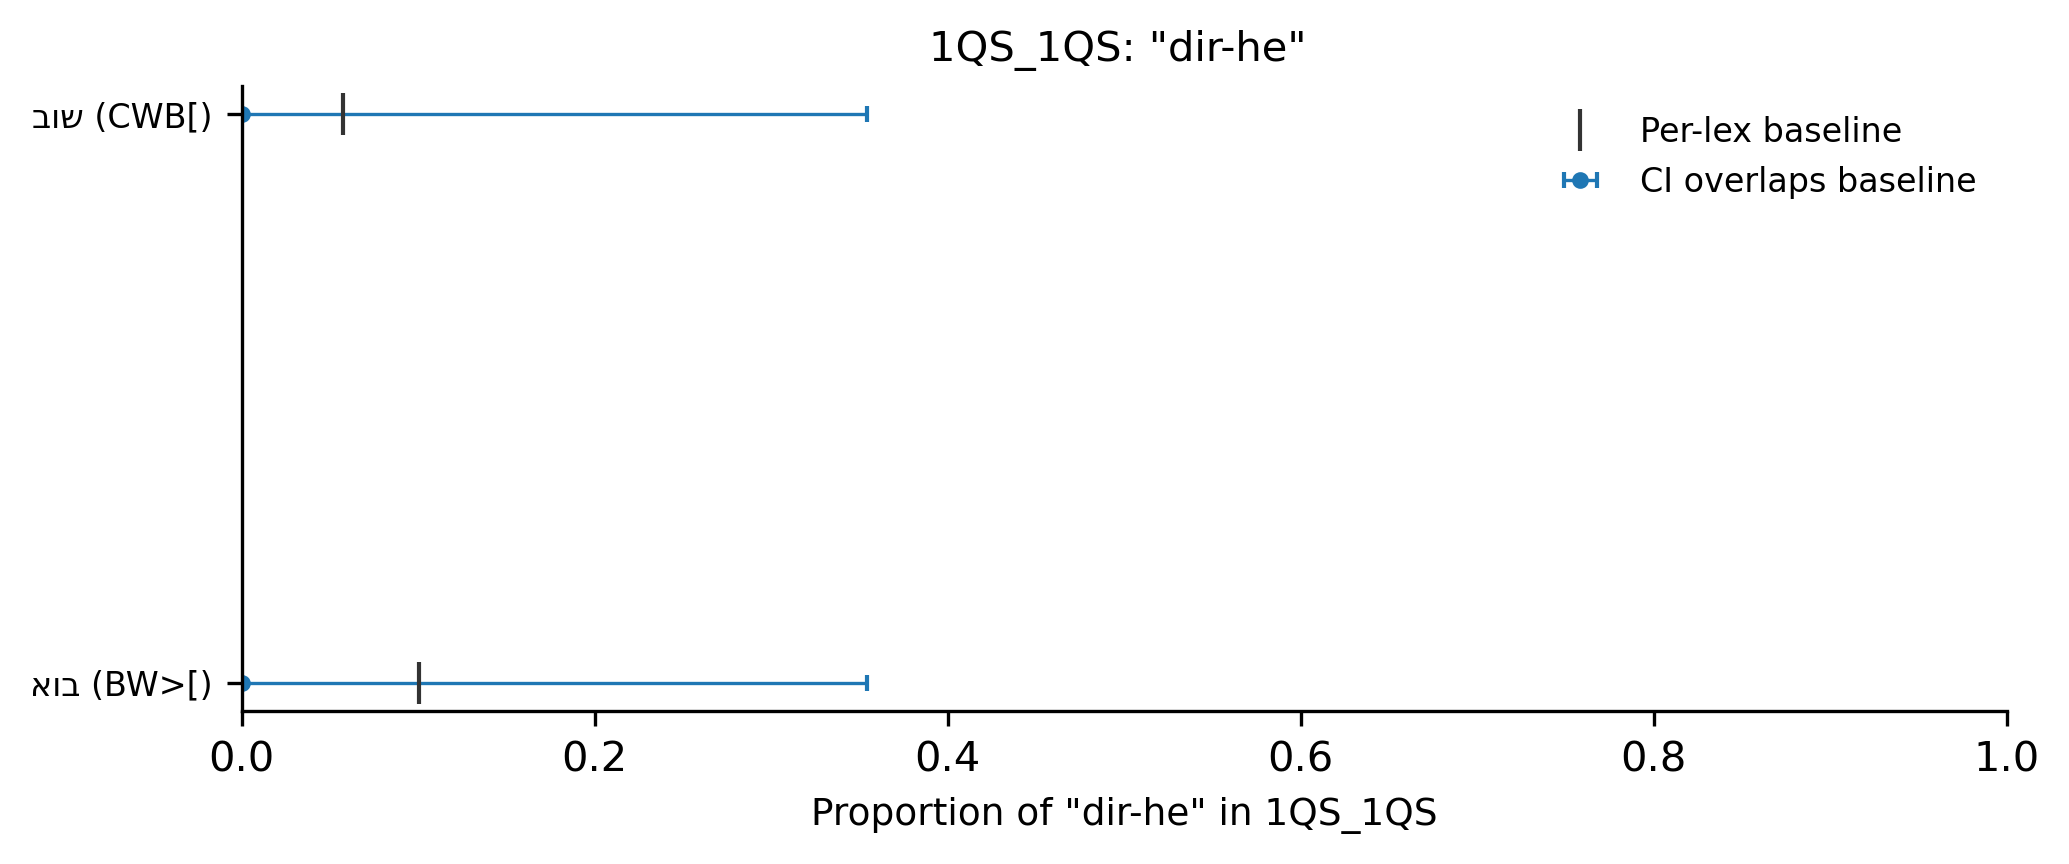 1QS_1QS: "dir-he"
שוב (CWB[)
Per-lex baseline
CI overlaps baseline
בוא (BW>[)
0.0 0.2 0.4 0.6 0.8 1.0
Proportion of "dir-he" in 1QS_1QS